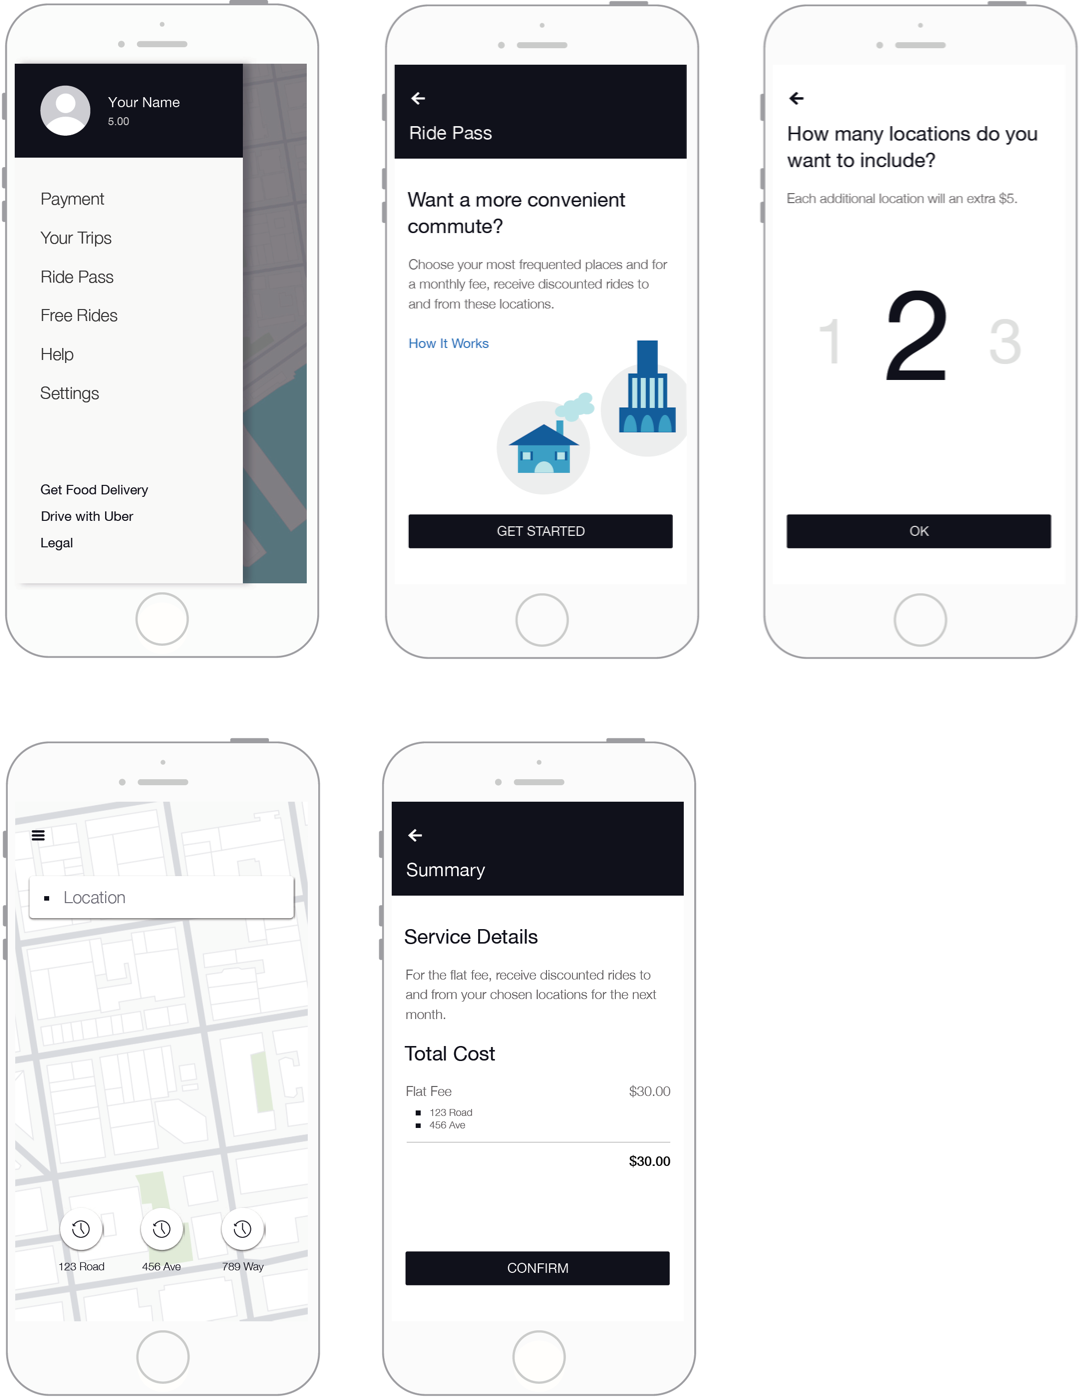 Your Name
5.00
Payment
Your Trips
Ride Pass
Free Rides
Help
Settings
Get Food Delivery
Drive with Uber
Legal
Ride Pass
Want a more convenient
commute?
Choose your most frequented places and for
a monthly fee, receive discounted rides to
and from these locations.
How It Works
GET STARTED
How many locations do you
want to include?
Each additional location will an extra $5.
1 2 3
OK
Location
123 Road
456 Ave
789 Way
Summary
Service Details
For the flat fee, receive discounted rides to
and from your chosen locations for the next
month.
Total Cost
Flat Fee $30.00
123 Road
456 Ave
$30.00
CONFIRM